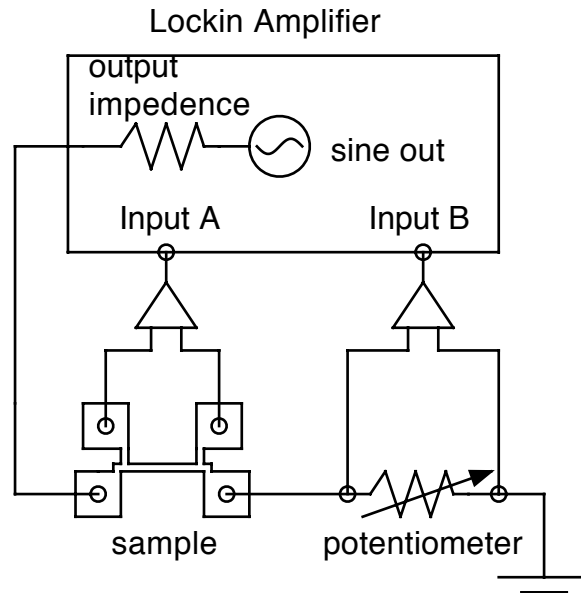 Lockin Amplifier
output
impedence
sine out
Input A
Input B
sample
potentiometer